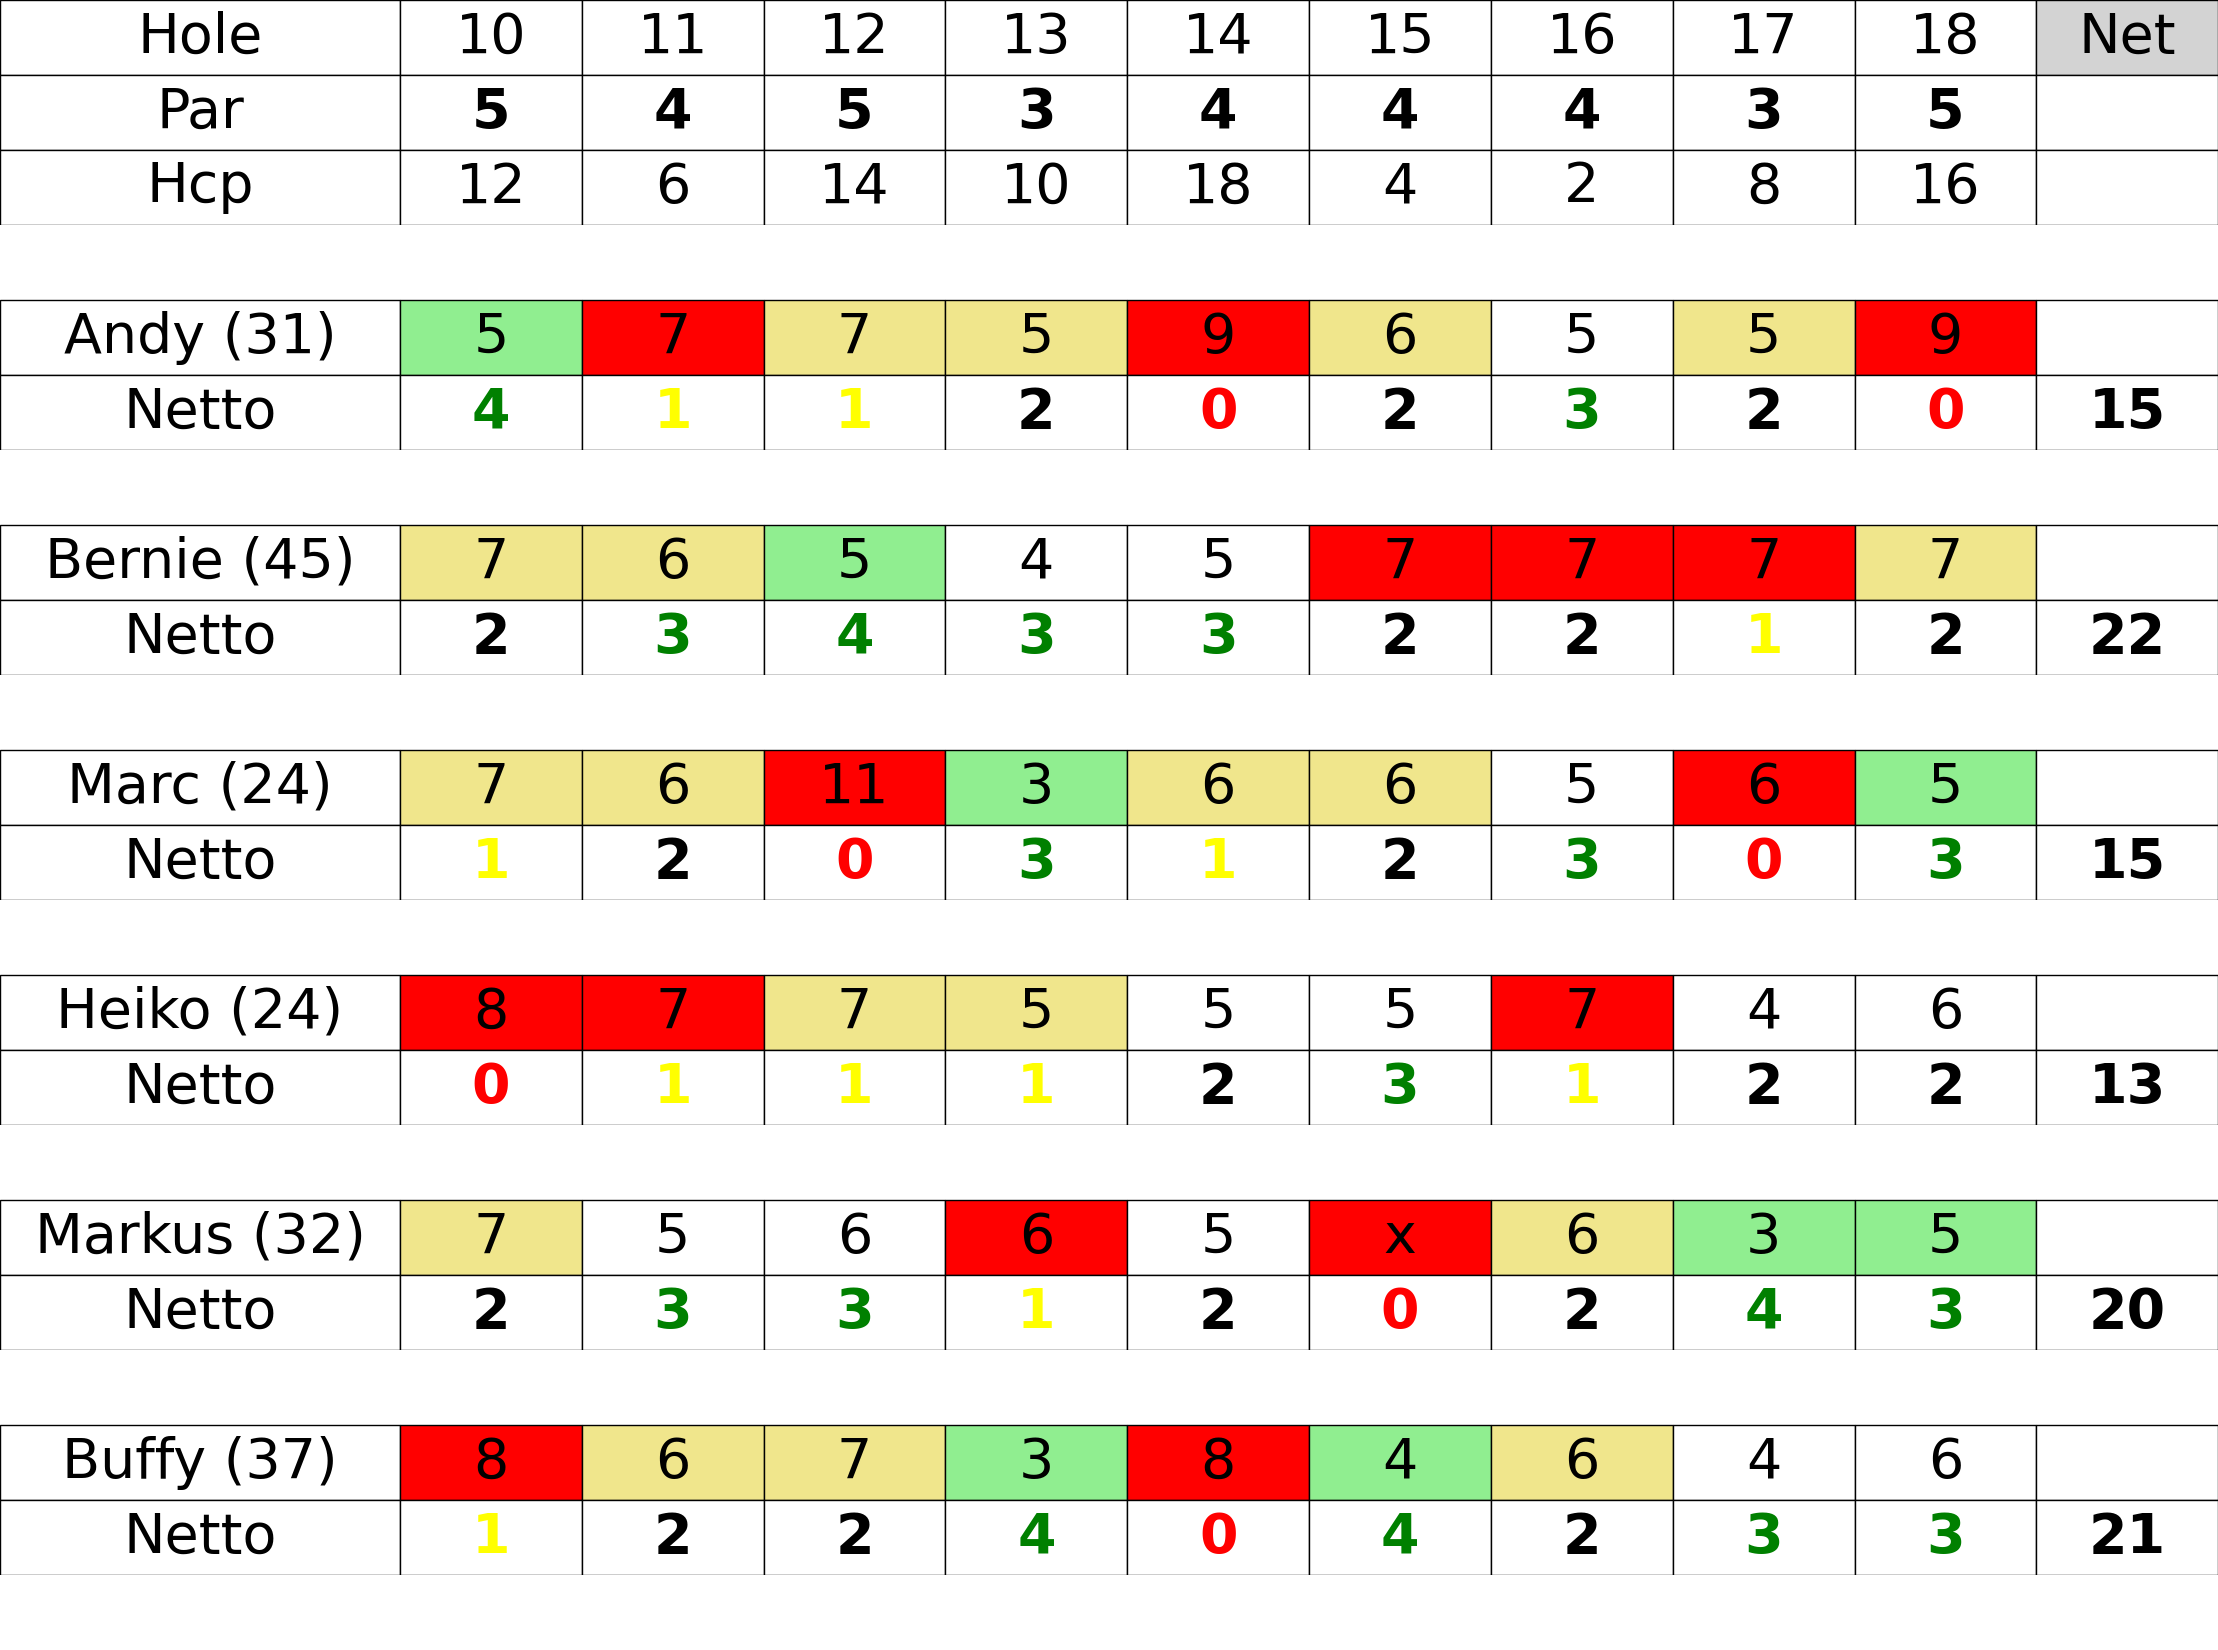 Hole 10 11 12 13 14 15 16 17 18 Net
Par 5 4 5 3 4 4 4 3 5
Hcp 12 6 14 10 18 4 2 8 16
Andy (31) 5 7 7 5 9 6 5 5 9
Netto 4 1 1 2 0 2 3 2 0 15
Bernie (45) 7 6 5 4 5 7 7 7 7
Netto 2 3 4 3 3 2 2 1 2 22
Marc (24) 7 6 11 3 6 6 5 6 5
Netto 1 2 0 3 1 2 3 0 3 15
Heiko (24) 8 7 7 5 5 5 7 4 6
Netto 0 1 1 1 2 3 1 2 2 13
Markus (32) 7 5 6 6 5 x 6 3 5
Netto 2 3 3 1 2 0 2 4 3 20
Buffy (37) 8 6 7 3 8 4 6 4 6
Netto 1 2 2 4 0 4 2 3 3 21